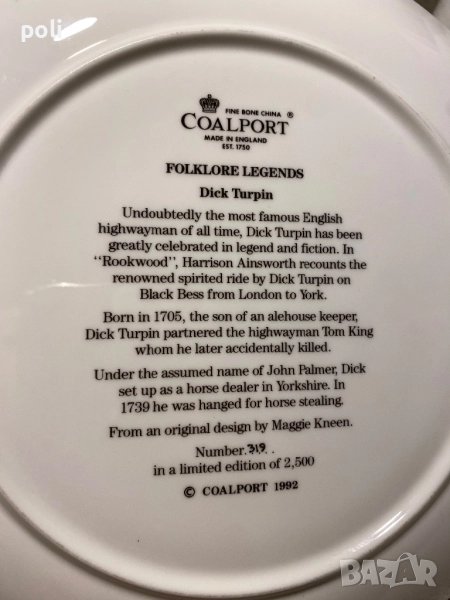 poli
FINE BONE CHINA ®
COALPORT
MADE IN ENGLAND
EST. 1750
FOLKLORE LEGENDS
Dick Turpin
Undoubtedly the most famous English
highwayman of all time, Dick Turpin has been
greatly celebrated in legend and fiction. In
"Rookwood", Harrison Ainsworth recounts the
renowned spirited ride by Dick Turpin on
Black Bess from London to York.
Born in 1705, the son of an alehouse keeper,
Dick Turpin partnered the highwayman Tom King
whom he later accidentally killed.
Under the assumed name of John Palmer, Dick
set up as a horse dealer in Yorkshire. In
1739 he was hanged for horse stealing.
From an original design by Maggie Kneen.
Number.319..
in a limited edition of 2,500
© COALPORT 1992
BAZAR